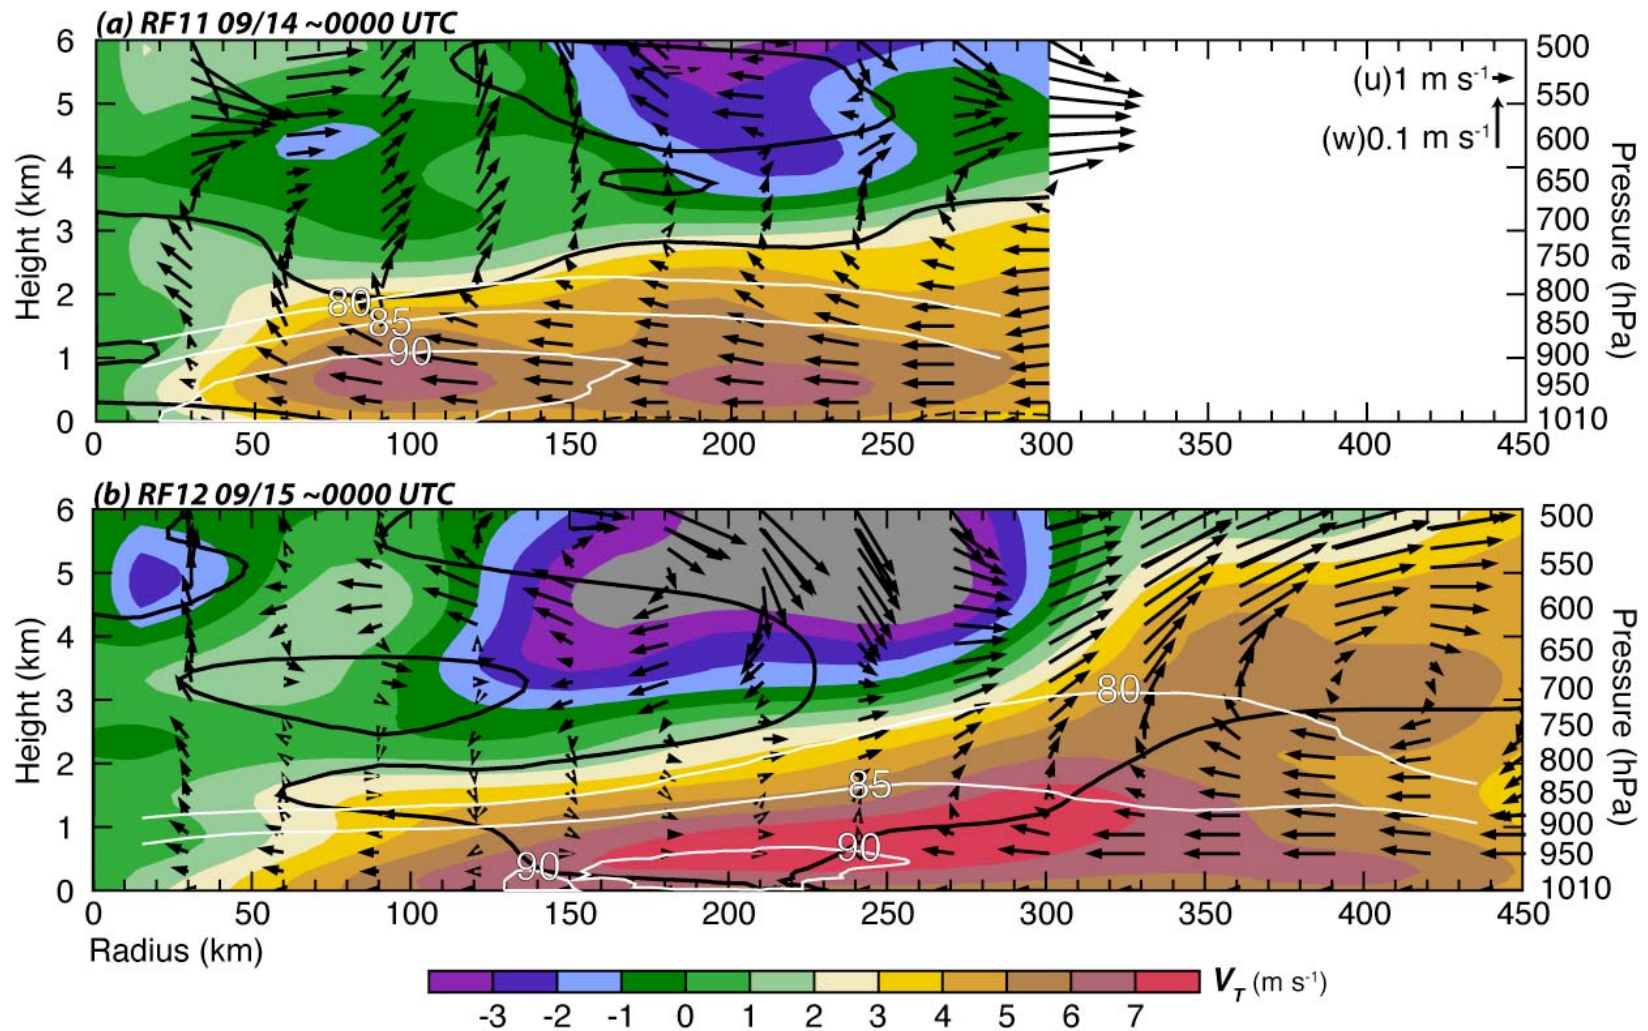 (a) RF11 09/14 ~0000 UTC
6 500
(u)1 m s⁻¹
5 550
(w)0.1 m s⁻¹
600
4
650
3 700
750
2 80 800
85 850
1 90 900
950
0 1010
Height (km)
Pressure (hPa)
0 50 100 150 200 250 300 350 400 450
(b) RF12 09/15 ~0000 UTC
6 500
5 550
600
4
650
3 80 700
750
2 800
85 850
1 900
90 90 950
0 1010
Height (km)
Pressure (hPa)
0 50 100 150 200 250 300 350 400 450
Radius (km)
V_T (m s⁻¹)
-3 -2 -1 0 1 2 3 4 5 6 7